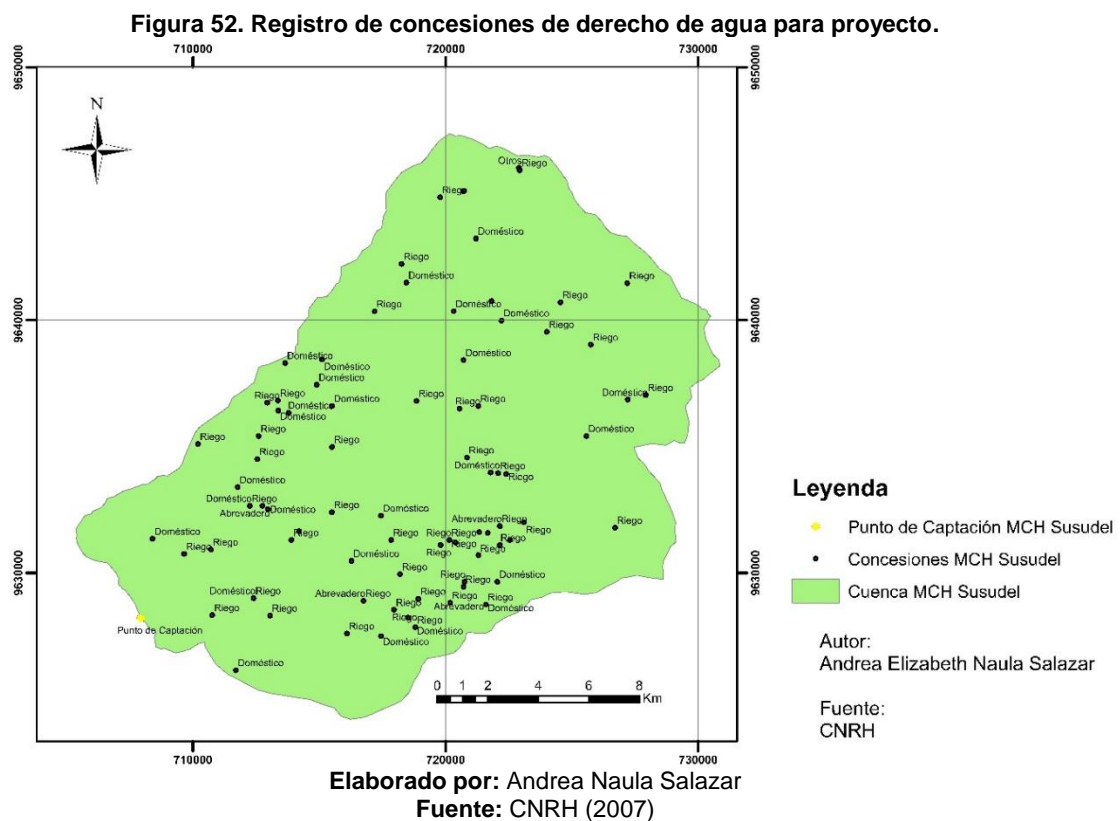 Figura 52. Registro de concesiones de derecho de agua para proyecto.
710000 720000 730000
9650000 9650000
N
Otros Riego
Riego
Doméstico
Riego
Doméstico Riego
Riego Doméstico Riego
9640000 Doméstico 9640000
Riego
Riego
Doméstico Doméstico
Doméstico
Doméstico
Riego Riego Doméstico Riego Riego Doméstico Riego
Doméstico
Doméstico
Riego Riego Doméstico
Riego
Riego Riego
Doméstico Riego
Riego
Doméstico
Doméstico Riego
Abrevadero Doméstico Riego Doméstico
Abrevadero Riego
Doméstico Riego Riego Riego Riego Riego Riego
Riego Riego Riego Riego
Doméstico Riego
9630000 Riego 9630000
Riego Riego Doméstico
Doméstico Riego Abrevadero Riego Riego Riego Riego
Abrevadero Doméstico
Riego Riego Riego
Punto de Captación Riego Doméstico
Doméstico
Doméstico
0 1 2 4 6 8
Km
710000 720000 730000
Leyenda
Punto de Captación MCH Susudel
Concesiones MCH Susudel
Cuenca MCH Susudel
Autor:
Andrea Elizabeth Naula Salazar
Fuente:
CNRH
Elaborado por: Andrea Naula Salazar
Fuente: CNRH (2007)